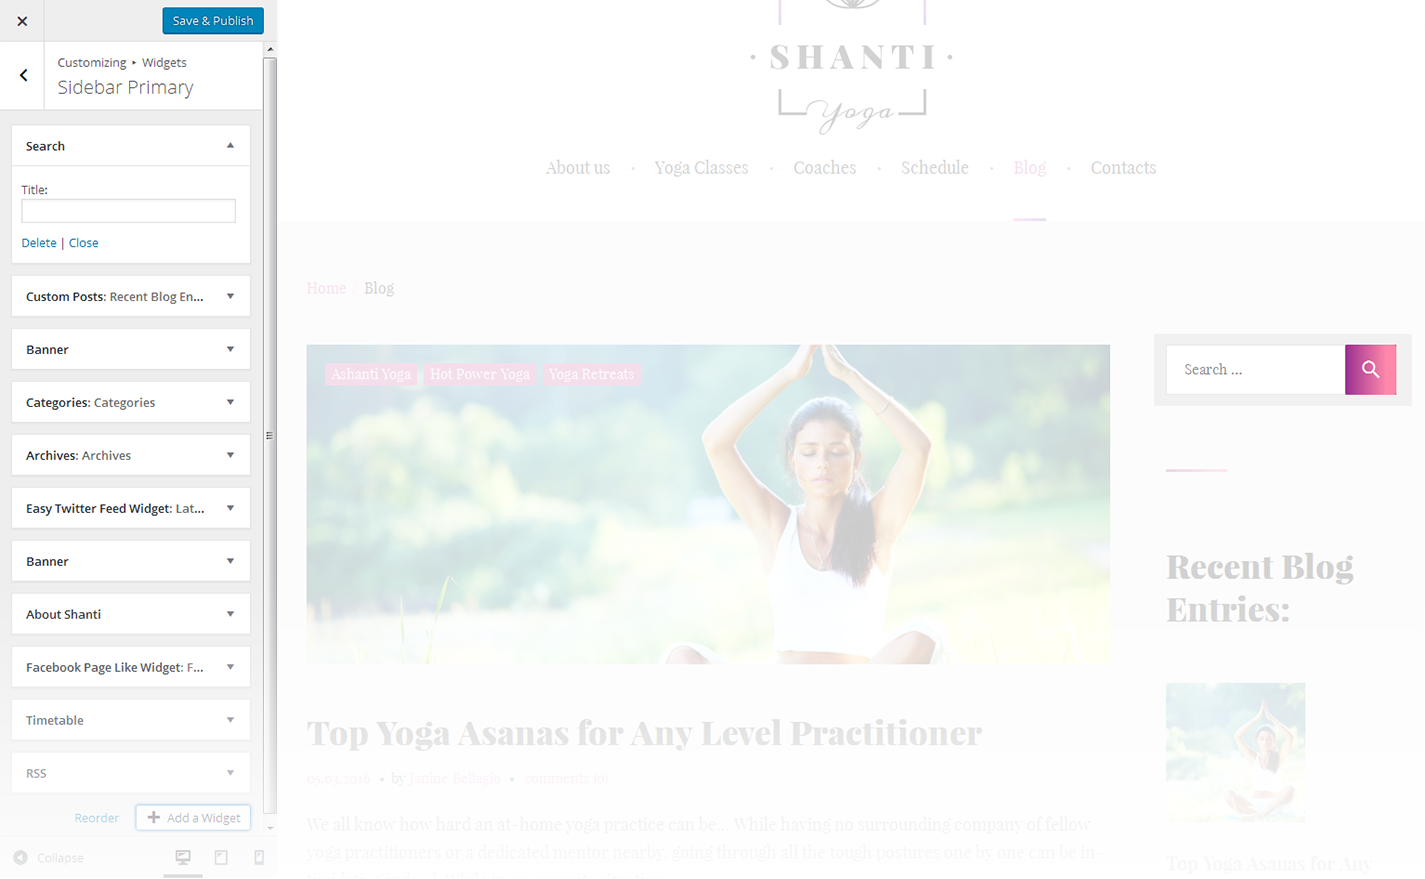 Save & Publish
Customizing ▸ Widgets
Sidebar Primary
Search
Title:
Delete | Close
Custom Posts: Recent Blog En...
Banner
Categories: Categories
Archives: Archives
Easy Twitter Feed Widget: Lat...
Banner
About Shanti
Facebook Page Like Widget: F...
Timetable
RSS
Reorder
Add a Widget
Collapse
· SHANTI ·
Yoga
About us · Yoga Classes · Coaches · Schedule · Blog · Contacts
Home / Blog
Ashanti Yoga Hot Power Yoga Yoga Retreats
Top Yoga Asanas for Any Level Practitioner
05.03.2016 • by Janine Bellagio • comments (0)
We all know how hard an at-home yoga practice can be... While having no surrounding company of fellow
yoga practitioners or a dedicated mentor nearby, going through all the tough postures one by one can be in-
Search ...
Recent Blog
Entries:
Top Yoga Asanas for Any